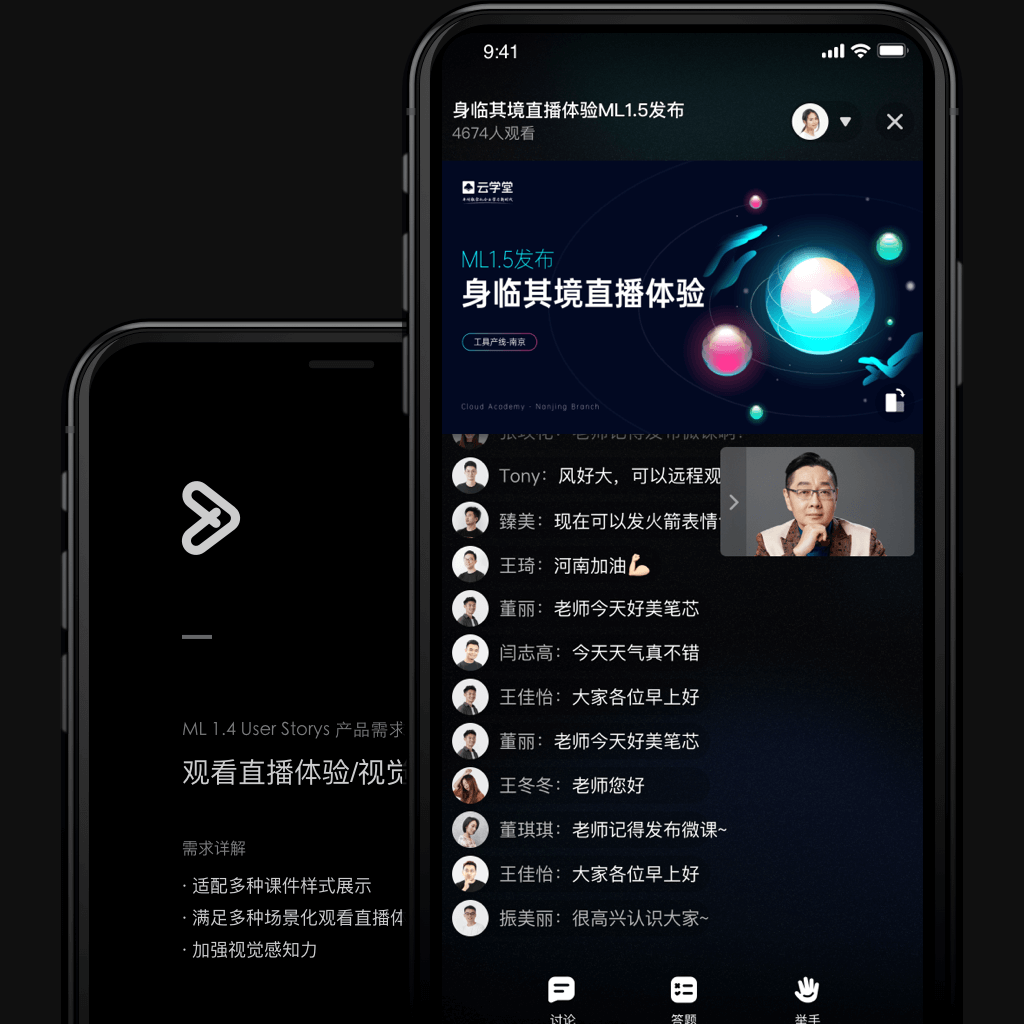 9:41
身临其境直播体验ML1.5发布
4674人观看
云学堂
ML1.5发布
身临其境直播体验
工具产线-南京
Cloud Academy - Nanjing Branch
老师记得发布微课啊！
Tony：风好大，可以远程观
臻美：现在可以发火箭表情
王琦：河南加油💪🏻
董丽：老师今天好美笔芯
闫志高：今天天气真不错
王佳怡：大家各位早上好
董丽：老师今天好美笔芯
王冬冬：老师您好
董琪琪：老师记得发布微课~
王佳怡：大家各位早上好
振美丽：很高兴认识大家~
讨论
答题
举手
ML 1.4 User Storys 产品需求
观看直播体验/视觉
需求详解
· 适配多种课件样式展示
· 满足多种场景化观看直播体
· 加强视觉感知力